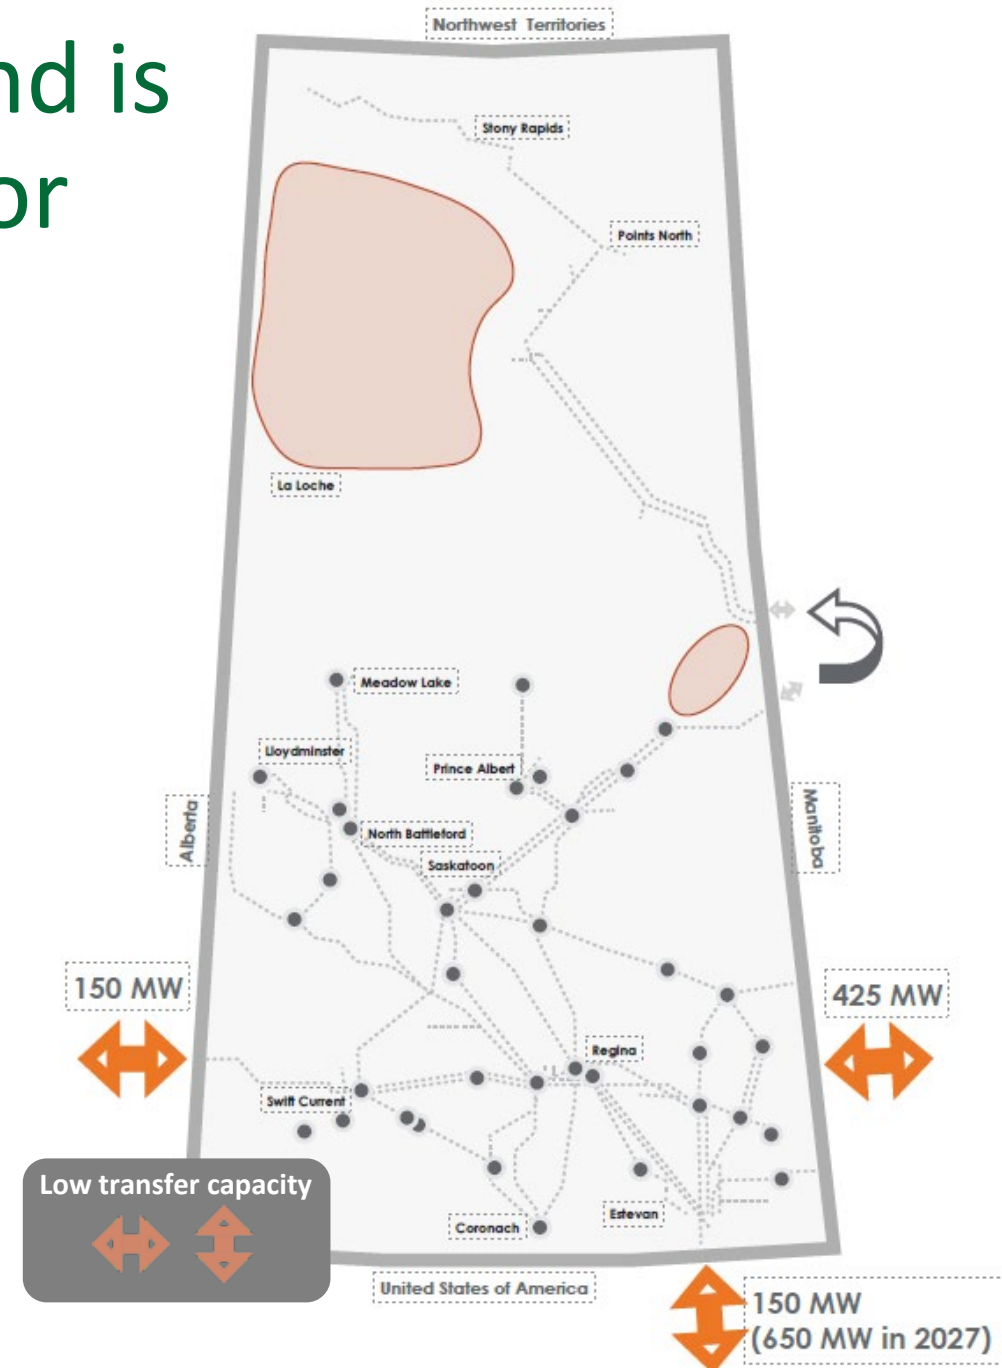 nd is
or
Northwest Territories
Stony Rapids
Points North
La Loche
Meadow Lake
Lloydminster
Prince Albert
North Battleford
Saskatoon
Alberta
Manitoba
150 MW
425 MW
Regina
Swift Current
Low transfer capacity
Estevan
Coronach
United States of America
150 MW
(650 MW in 2027)